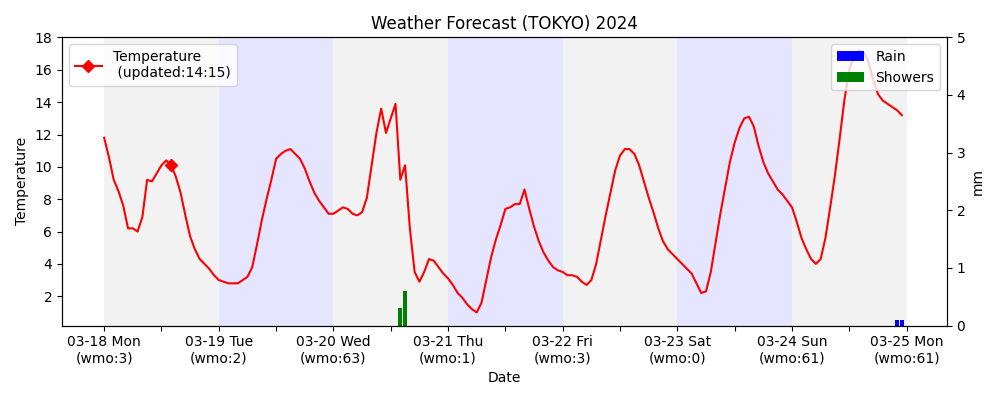 Weather Forecast (TOKYO) 2024
Temperature
(updated:14:15)
Rain
Showers
Temperature
18
16
14
12
10
8
6
4
2
5
4
3
2
1
0
mm
03-18 Mon 03-19 Tue 03-20 Wed 03-21 Thu 03-22 Fri 03-23 Sat 03-24 Sun 03-25 Mon
(wmo:3) (wmo:2) (wmo:63) (wmo:1) (wmo:3) (wmo:0) (wmo:61) (wmo:61)
Date